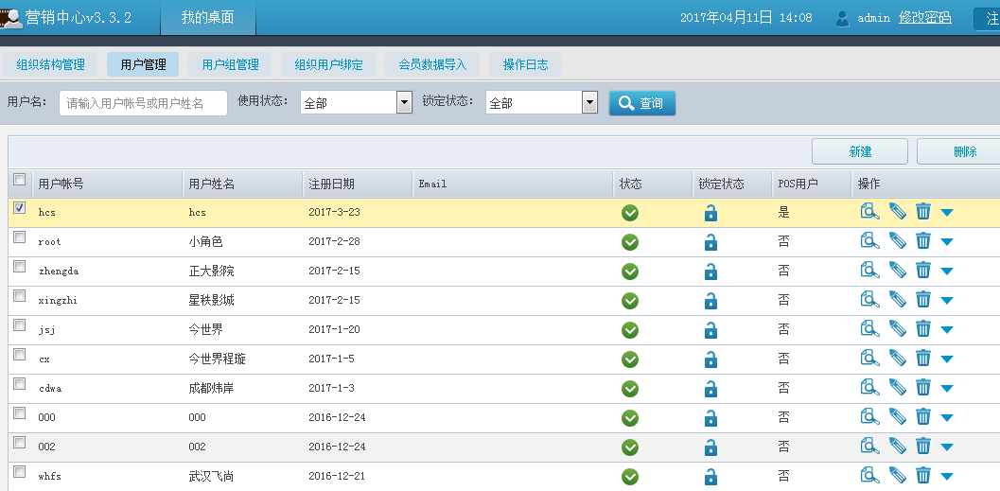 营销中心v3.3.2 我的桌面 2017年04月11日 14:08 admin 修改密码 注
组织结构管理 用户管理 用户组管理 组织用户绑定 会员数据导入 操作日志
用户名： 请输入用户帐号或用户姓名 使用状态： 全部 锁定状态： 全部 查询
新建 删除
用户帐号 用户姓名 注册日期 Email 状态 锁定状态 POS用户 操作
hcs hcs 2017-3-23 是
root 小角色 2017-2-28 否
zhengda 正大影院 2017-2-15 否
xingzhi 星秩影城 2017-2-15 否
jsj 今世界 2017-1-20 否
cx 今世界程璇 2017-1-5 否
cdwa 成都炜岸 2017-1-3 否
000 000 2016-12-24 否
002 002 2016-12-24 否
whfs 武汉飞尚 2016-12-21 否